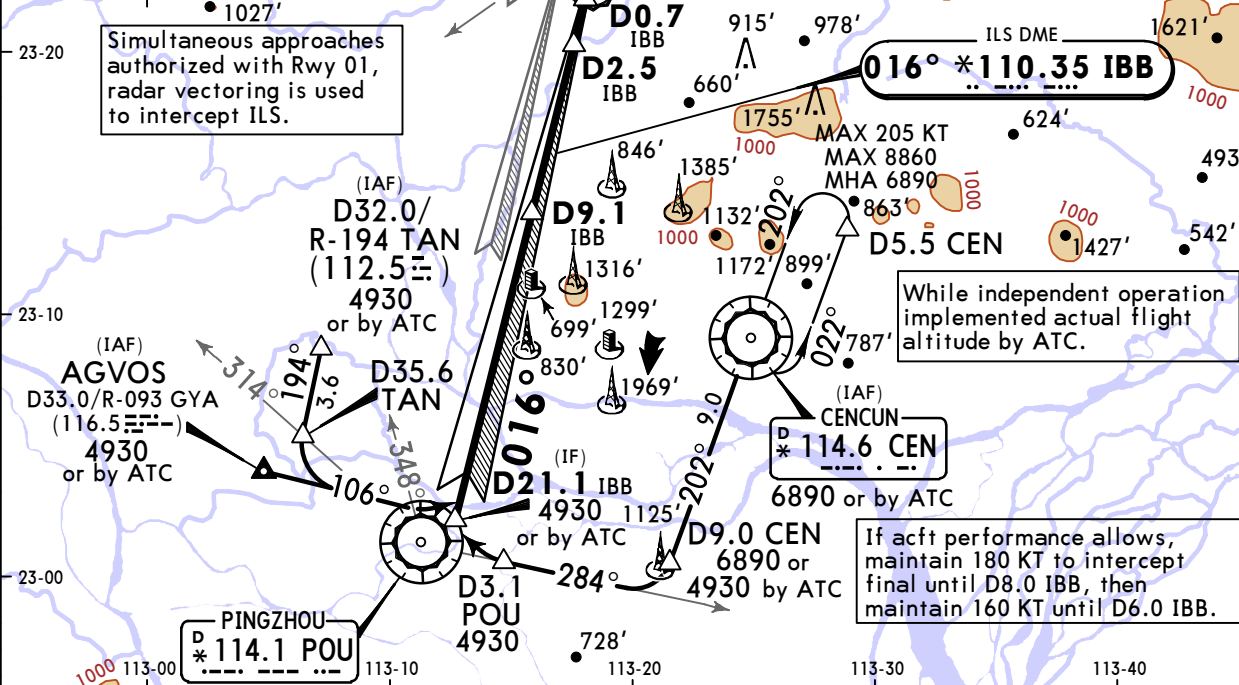 1027'
23-20
Simultaneous approaches
authorized with Rwy 01,
radar vectoring is used
to intercept ILS.
D0.7
IBB
D2.5
IBB
915'
978'
660'
ILS DME
016° *110.35 IBB
1621'
1000
1755'
1000
MAX 205 KT
MAX 8860
MHA 6890
624'
493
846'
1385'
1000
1132'
1172'
202°
863'
1000
D5.5 CEN
1000
1427'
542'
899'
(IAF)
D32.0/
R-194 TAN
(112.5)
4930
or by ATC
D9.1
IBB
1316'
699'
1299'
830'
1969'
016°
23-10
While independent operation
implemented actual flight
altitude by ATC.
022°
787'
(IAF)
AGVOS
D33.0/R-093 GYA
(116.5)
4930
or by ATC
314°
194°
3.6
D35.6
TAN
348°
106°
9.0
202°
(IAF)
CENCUN
D
* 114.6 CEN
6890 or by ATC
(IF)
D21.1 IBB
4930
or by ATC
1125'
D9.0 CEN
6890 or
4930 by ATC
If acft performance allows,
maintain 180 KT to intercept
final until D8.0 IBB, then
maintain 160 KT until D6.0 IBB.
23-00
284°
D3.1
POU
4930
PINGZHOU
D
* 114.1 POU
728'
1000
113-00
113-10
113-20
113-30
113-40